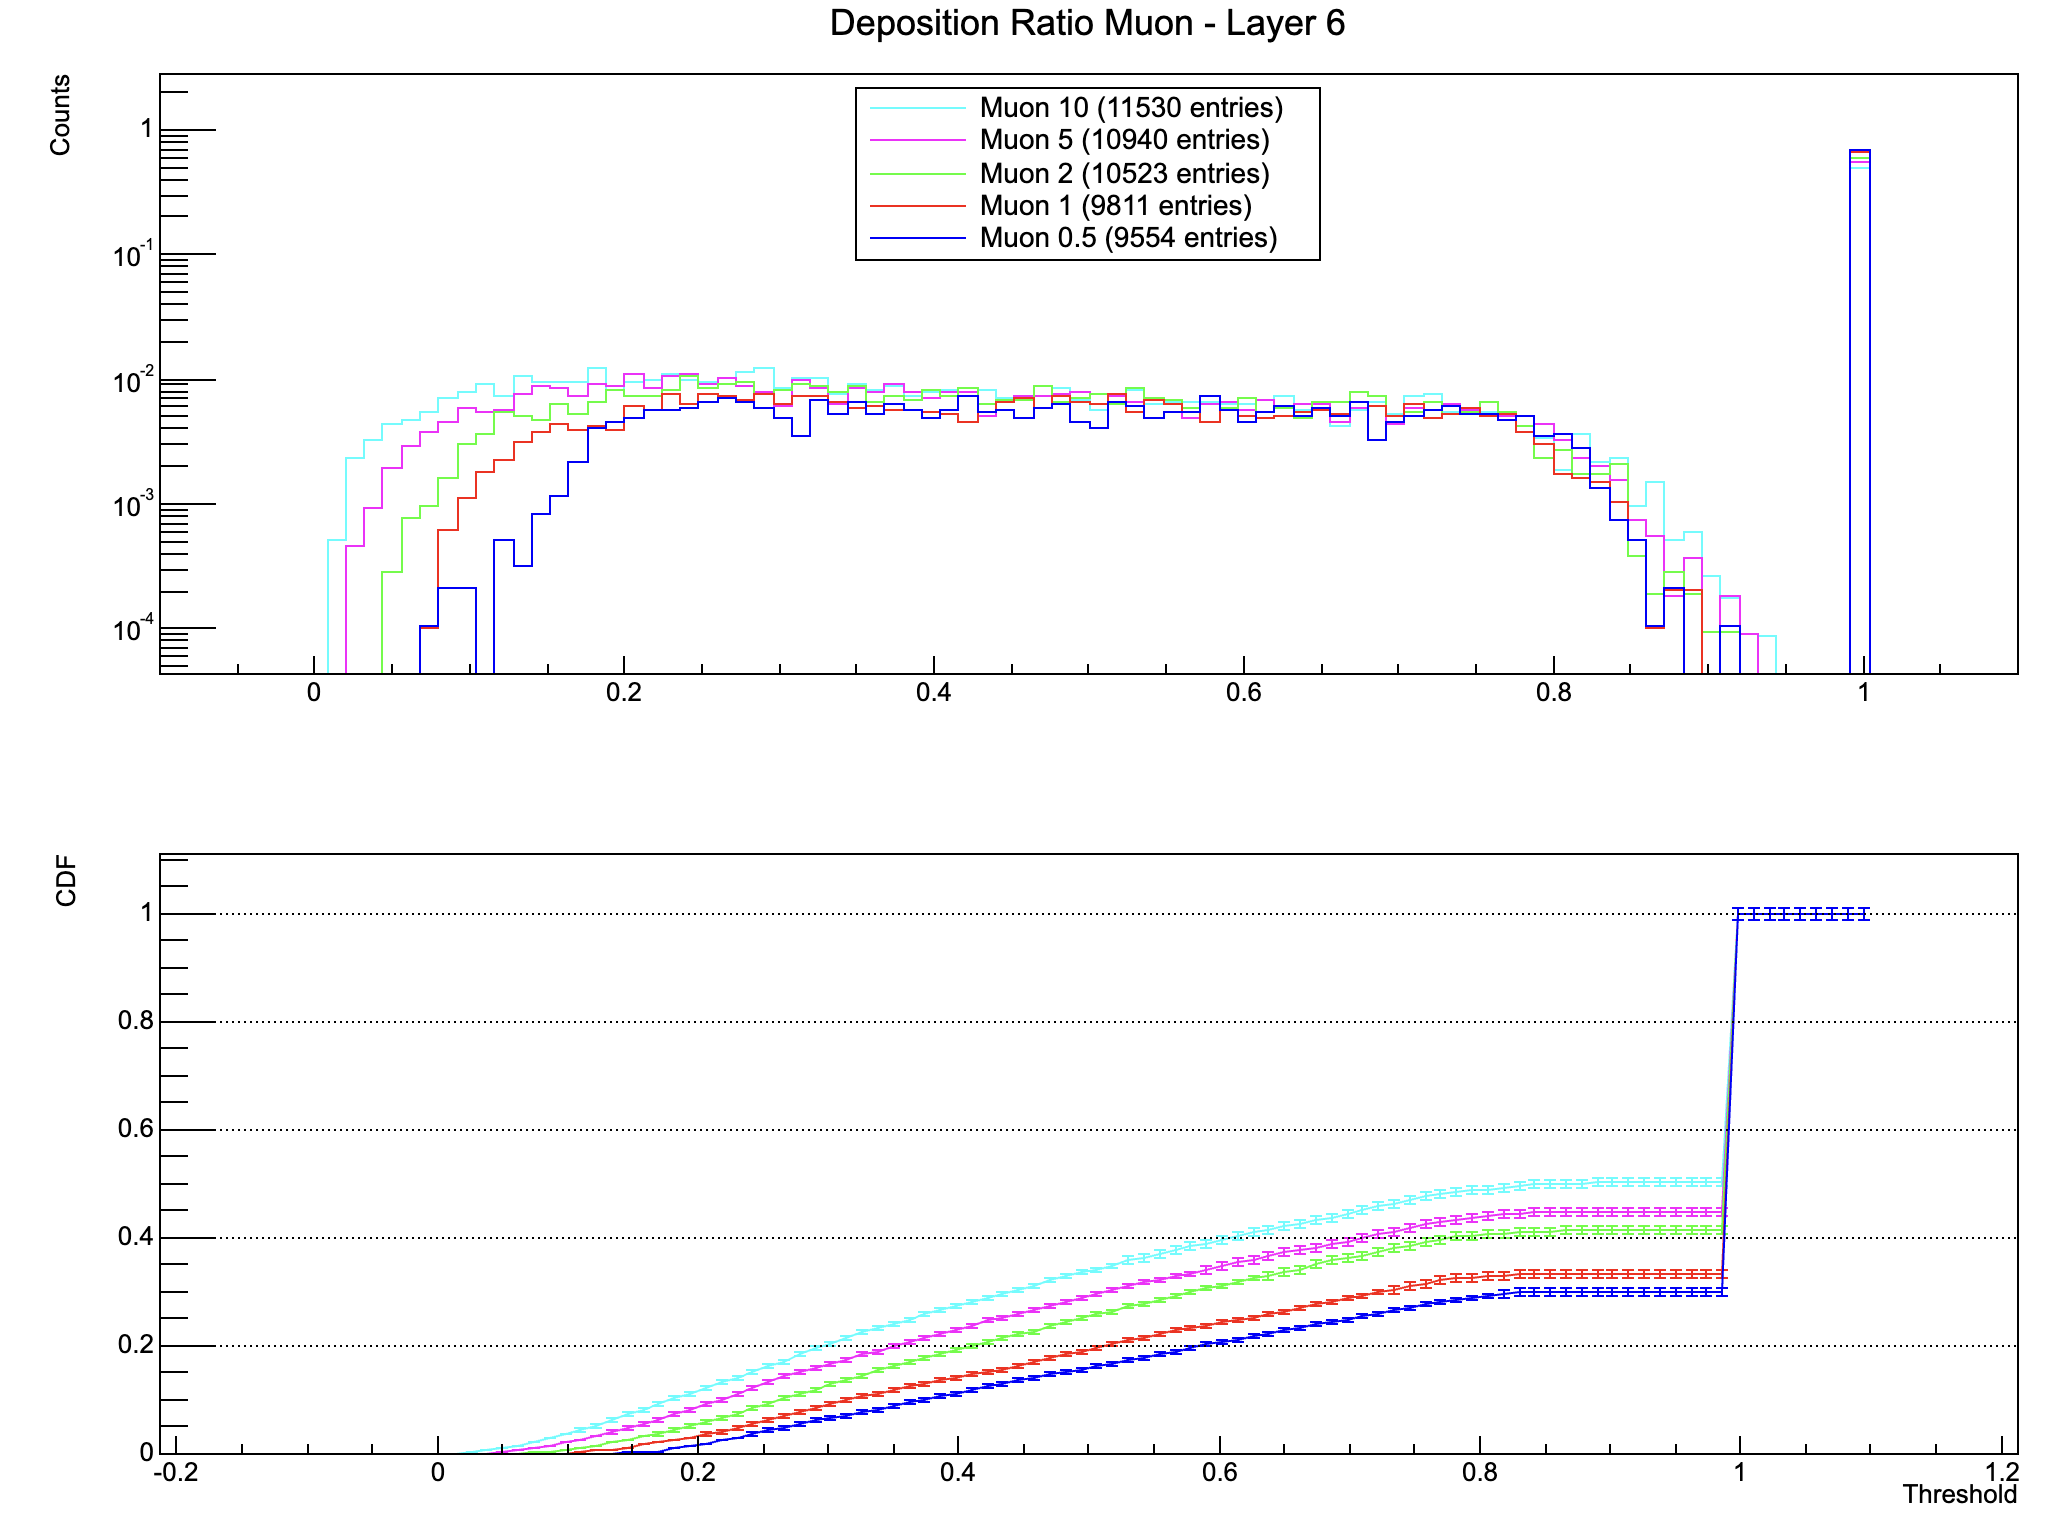 Deposition Ratio Muon - Layer 6
Counts
Muon 10 (11530 entries)
Muon 5 (10940 entries)
Muon 2 (10523 entries)
Muon 1 (9811 entries)
Muon 0.5 (9554 entries)
1
10-1
10-2
10-3
10-4
0 0.2 0.4 0.6 0.8 1
CDF
1
0.8
0.6
0.4
0.2
0
-0.2 0 0.2 0.4 0.6 0.8 1 1.2
Threshold